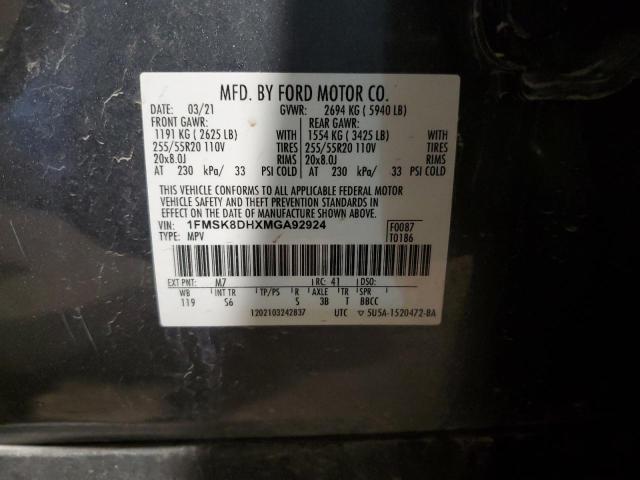 MFD. BY FORD MOTOR CO.
DATE: 03/21 GVWR: 2694 KG ( 5940 LB)
FRONT GAWR: REAR GAWR:
1191 KG ( 2625 LB) WITH 1554 KG ( 3425 LB) WITH
255/55R20 110V TIRES 255/55R20 110V TIRES
20x8.0J RIMS 20x8.0J RIMS
AT 230 kPa/ 33 PSI COLD AT 230 kPa/ 33 PSI COLD
THIS VEHICLE CONFORMS TO ALL APPLICABLE FEDERAL MOTOR
VEHICLE SAFETY AND THEFT PREVENTION STANDARDS IN
EFFECT ON THE DATE OF MANUFACTURE SHOWN ABOVE.
VIN: 1FMSK8DHXMGA92924 F0087
TYPE: MPV T0186
EXT PNT: M7 RC: 41 DSO:
WB INT TR TP/PS R AXLE TR SPR
119 S6 S 3B T BBCC
1202103242837 UTC ▽ 5U5A-1520472-BA